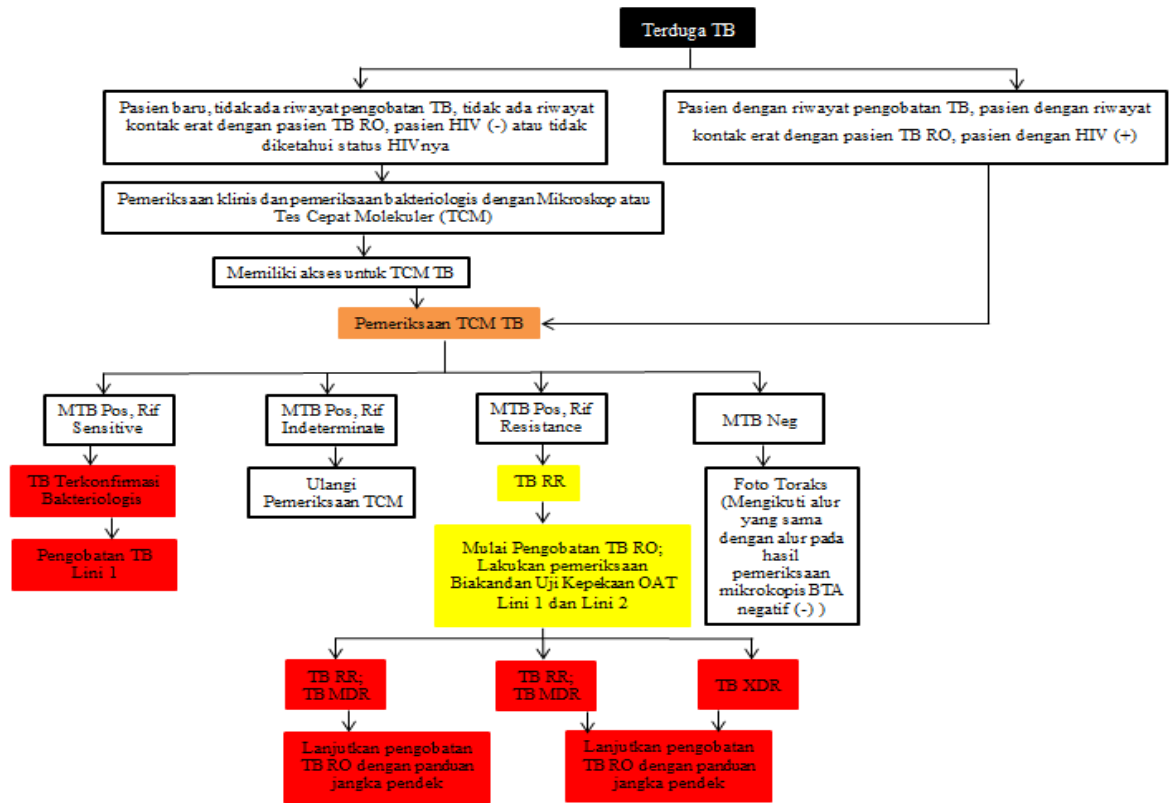 Terduga TB
Pasien baru, tidakada riwayat pengobatan TB, tidak ada riwayat
kontak erat dengan pasien TB RO, pasien HIV (-) atau tidak
diketahui status HIVnya
Pasien dengan riwayat pengobatan TB, pasien dengan riwayat
kontak erat dengan pasien TB RO, pasien dengan HIV (+)
Pemeriksaan klinis dan pemeriksaan bakteriologis dengan Mikroskop atau
Tes Cepat Molekuler (TCM)
Memiliki akses untuk TCM TB
Pemeriksaan TCM TB
MTB Pos, Rif
Sensitive
MTB Pos, Rif
Indeterminate
MTB Pos, Rif
Resistance
MTB Neg
TB Terkonfirmasi
Bakteriologis
Ulangi
Pemeriksaan TCM
TB RR
Foto Toraks
(Mengikuti alur
yang sama
dengan alur pada
hasil
pemeriksaan
mikrokopis BTA
negatif (-) )
Pengobatan TB
Lini 1
Mulai Pengobatan TB RO;
Lakukan pemeriksaan
Biakandan Uji Kepekaan OAT
Lini 1 dan Lini 2
TB RR;
TB MDR
TB RR;
TB MDR
TB XDR
Lanjutkan pengobatan
TB RO dengan panduan
jangka pendek
Lanjutkan pengobatan
TB RO dengan panduan
jangka pendek